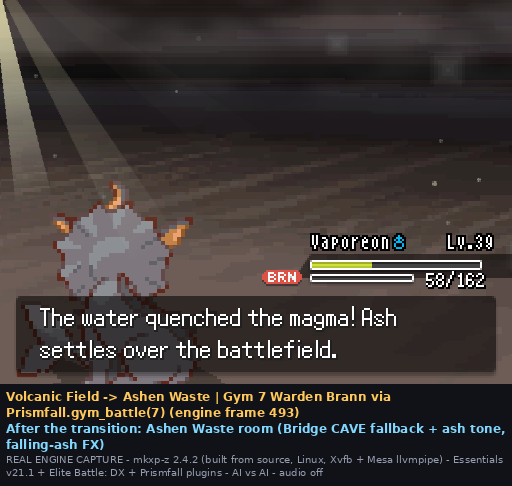 Vaporeon Lv.39
BRN 58/162
The water quenched the magma! Ash
settles over the battlefield.
Volcanic Field -> Ashen Waste | Gym 7 Warden Brann via
Prismfall.gym_battle(7) (engine frame 493)
After the transition: Ashen Waste room (Bridge CAVE fallback + ash tone,
falling-ash FX)
REAL ENGINE CAPTURE - mkxp-z 2.4.2 (built from source, Linux, Xvfb + Mesa llvmpipe) - Essentials
v21.1 + Elite Battle: DX + Prismfall plugins - AI vs AI - audio off